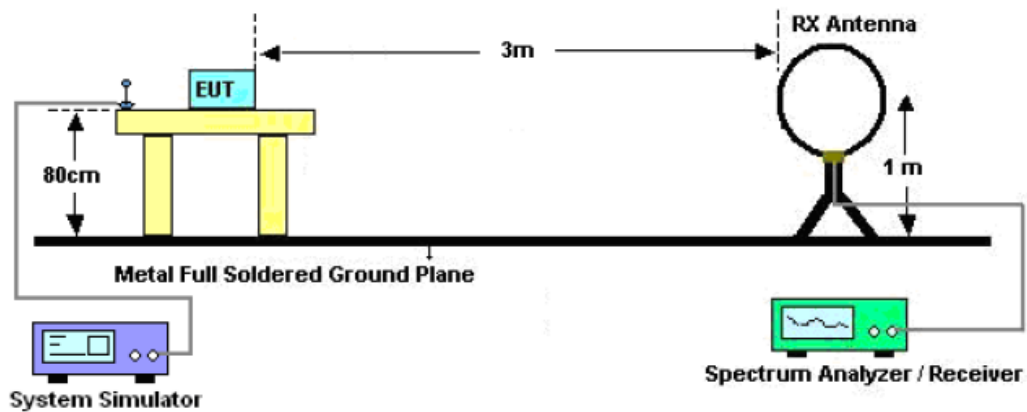 RX Antenna
3m
EUT
80cm
1 m
Metal Full Soldered Ground Plane
System Simulator
Spectrum Analyzer / Receiver